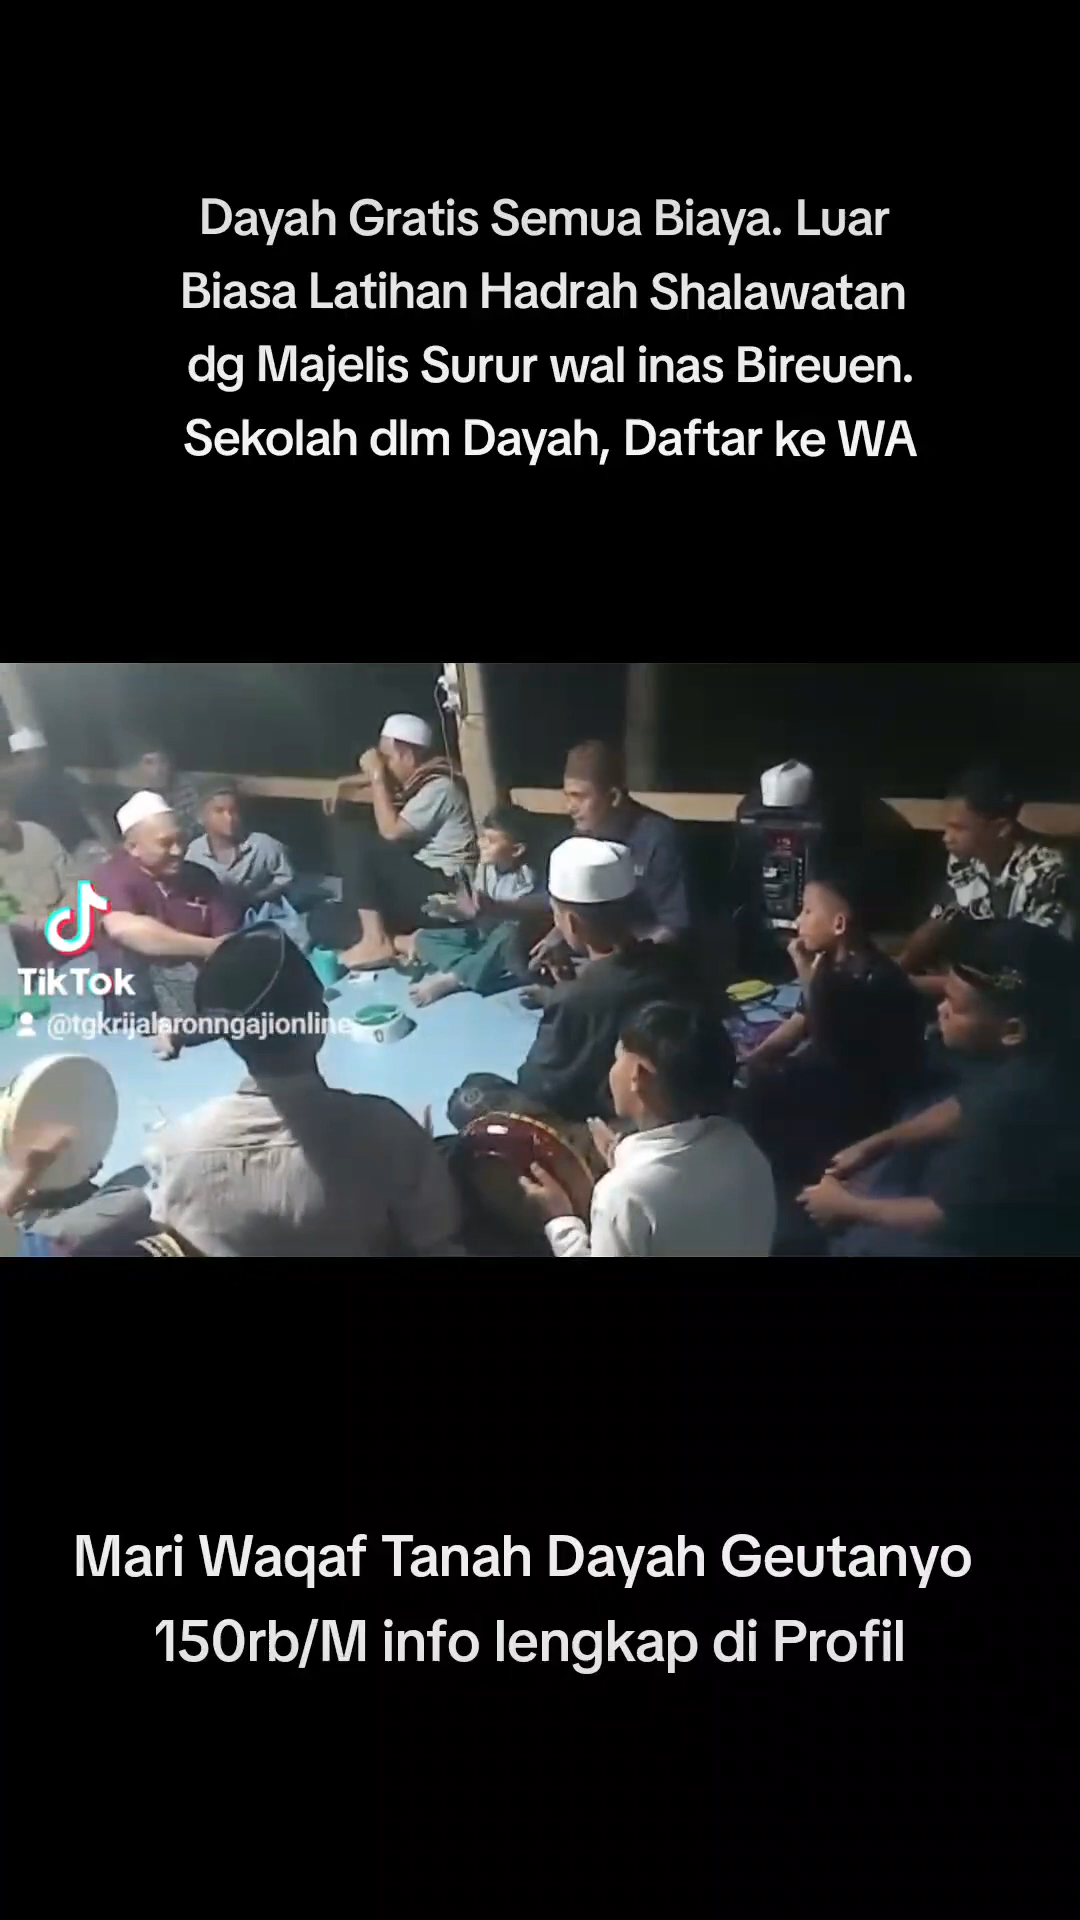 Dayah Gratis Semua Biaya. Luar
Biasa Latihan Hadrah Shalawatan
dg Majelis Surur wal inas Bireuen.
Sekolah dlm Dayah, Daftar ke WA
TikTok
@tgkrijalaronngajionline
Mari Waqaf Tanah Dayah Geutanyo
150rb/M info lengkap di Profil